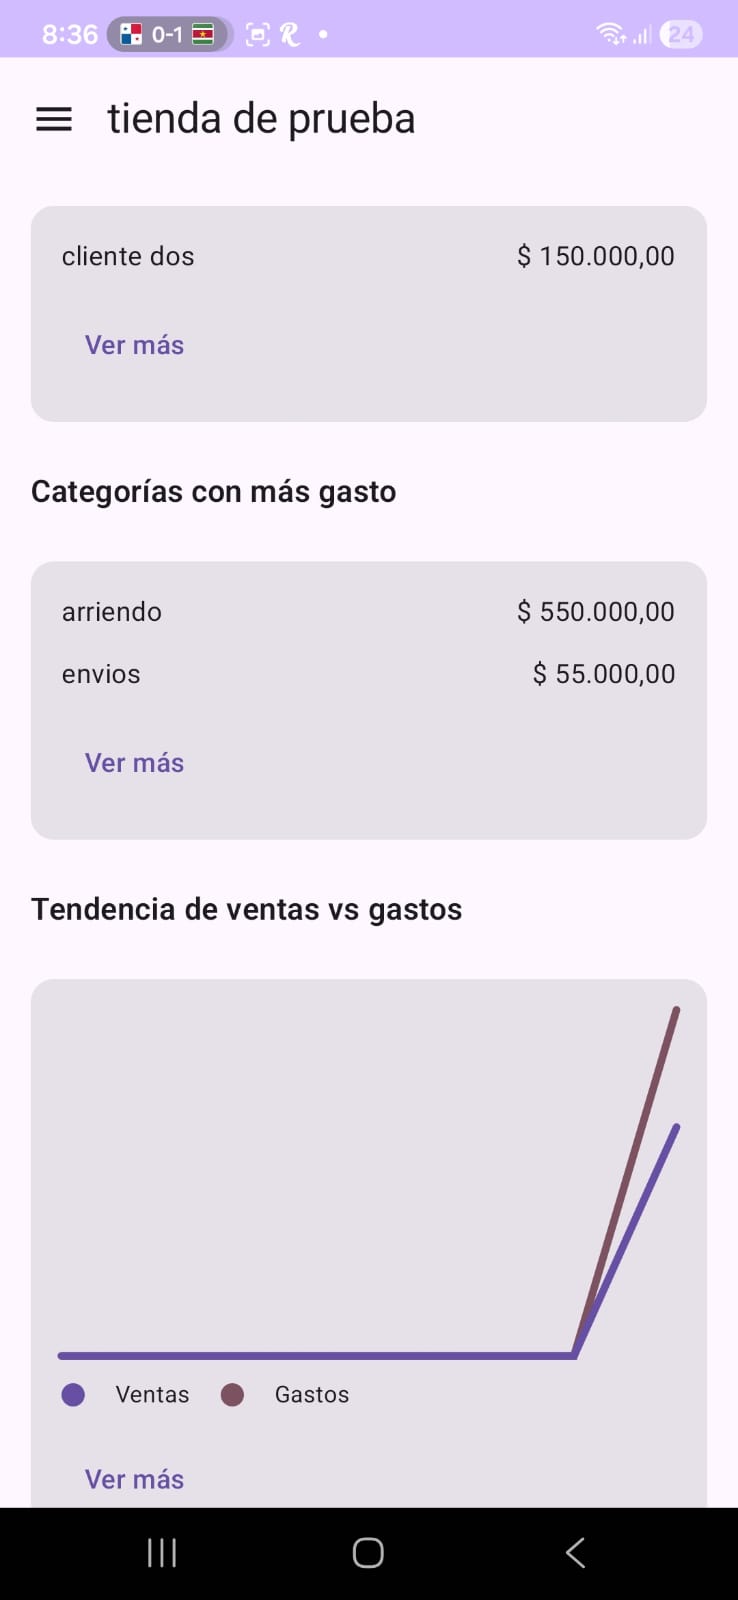 8:36 0-1 24
tienda de prueba
cliente dos $ 150.000,00
Ver más
Categorías con más gasto
arriendo $ 550.000,00
envios $ 55.000,00
Ver más
Tendencia de ventas vs gastos
Ventas Gastos
Ver más